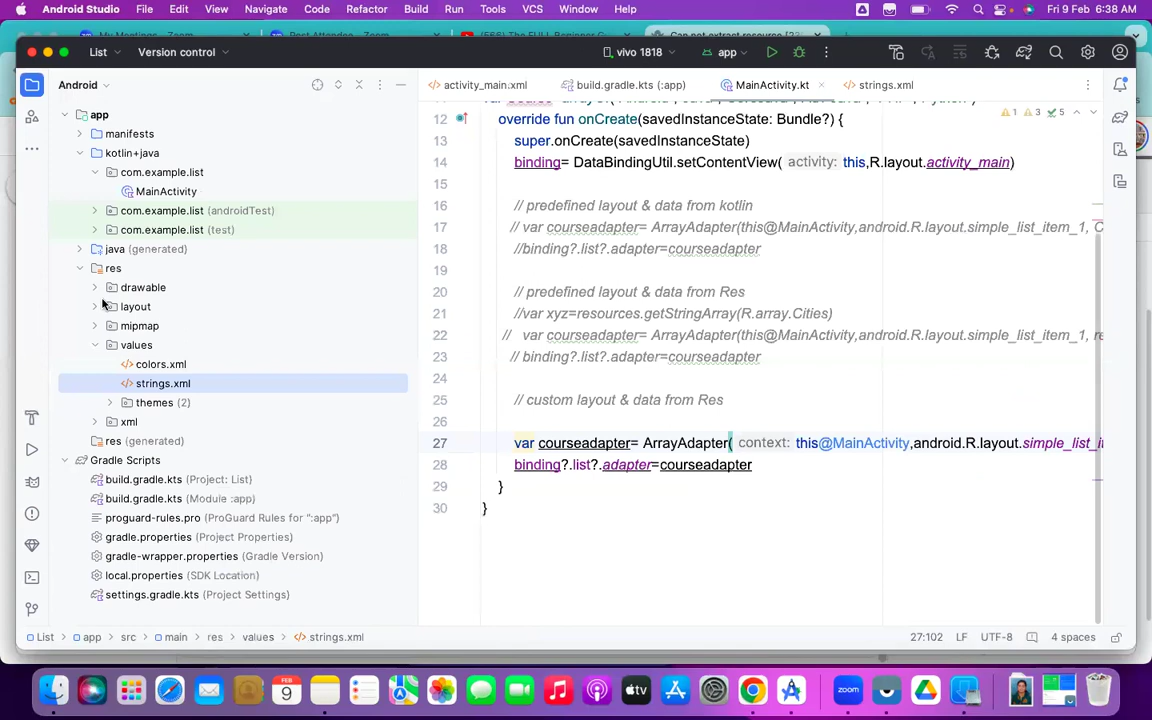 Android Studio File Edit View Navigate Code Refactor Build Run Tools VCS Window Help Fri 9 Feb 6:38 AM
List Version control vivo 1818 app
Android
activity_main.xml build.gradle.kts (:app) MainActivity.kt strings.xml
app
manifests
kotlin+java
com.example.list
MainActivity
com.example.list (androidTest)
com.example.list (test)
java (generated)
res
drawable
layout
mipmap
values
colors.xml
strings.xml
themes (2)
xml
res (generated)
Gradle Scripts
build.gradle.kts (Project: List)
build.gradle.kts (Module :app)
proguard-rules.pro (ProGuard Rules for ":app")
gradle.properties (Project Properties)
gradle-wrapper.properties (Gradle Version)
local.properties (SDK Location)
settings.gradle.kts (Project Settings)
1 3 5
12 override fun onCreate(savedInstanceState: Bundle?) {
13 super.onCreate(savedInstanceState)
14 binding= DataBindingUtil.setContentView( activity: this,R.layout.activity_main)
15
16 // predefined layout & data from kotlin
17 // var courseadapter= ArrayAdapter(this@MainActivity,android.R.layout.simple_list_item_1, C
18 //binding?.list?.adapter=courseadapter
19
20 // predefined layout & data from Res
21 //var xyz=resources.getStringArray(R.array.Cities)
22 // var courseadapter= ArrayAdapter(this@MainActivity,android.R.layout.simple_list_item_1, re
23 // binding?.list?.adapter=courseadapter
24
25 // custom layout & data from Res
26
27 var courseadapter= ArrayAdapter( context: this@MainActivity,android.R.layout.simple_list_i
28 binding?.list?.adapter=courseadapter
29 }
30 }
List app src main res values strings.xml 27:102 LF UTF-8 4 spaces
FEB
9
tv
zoom